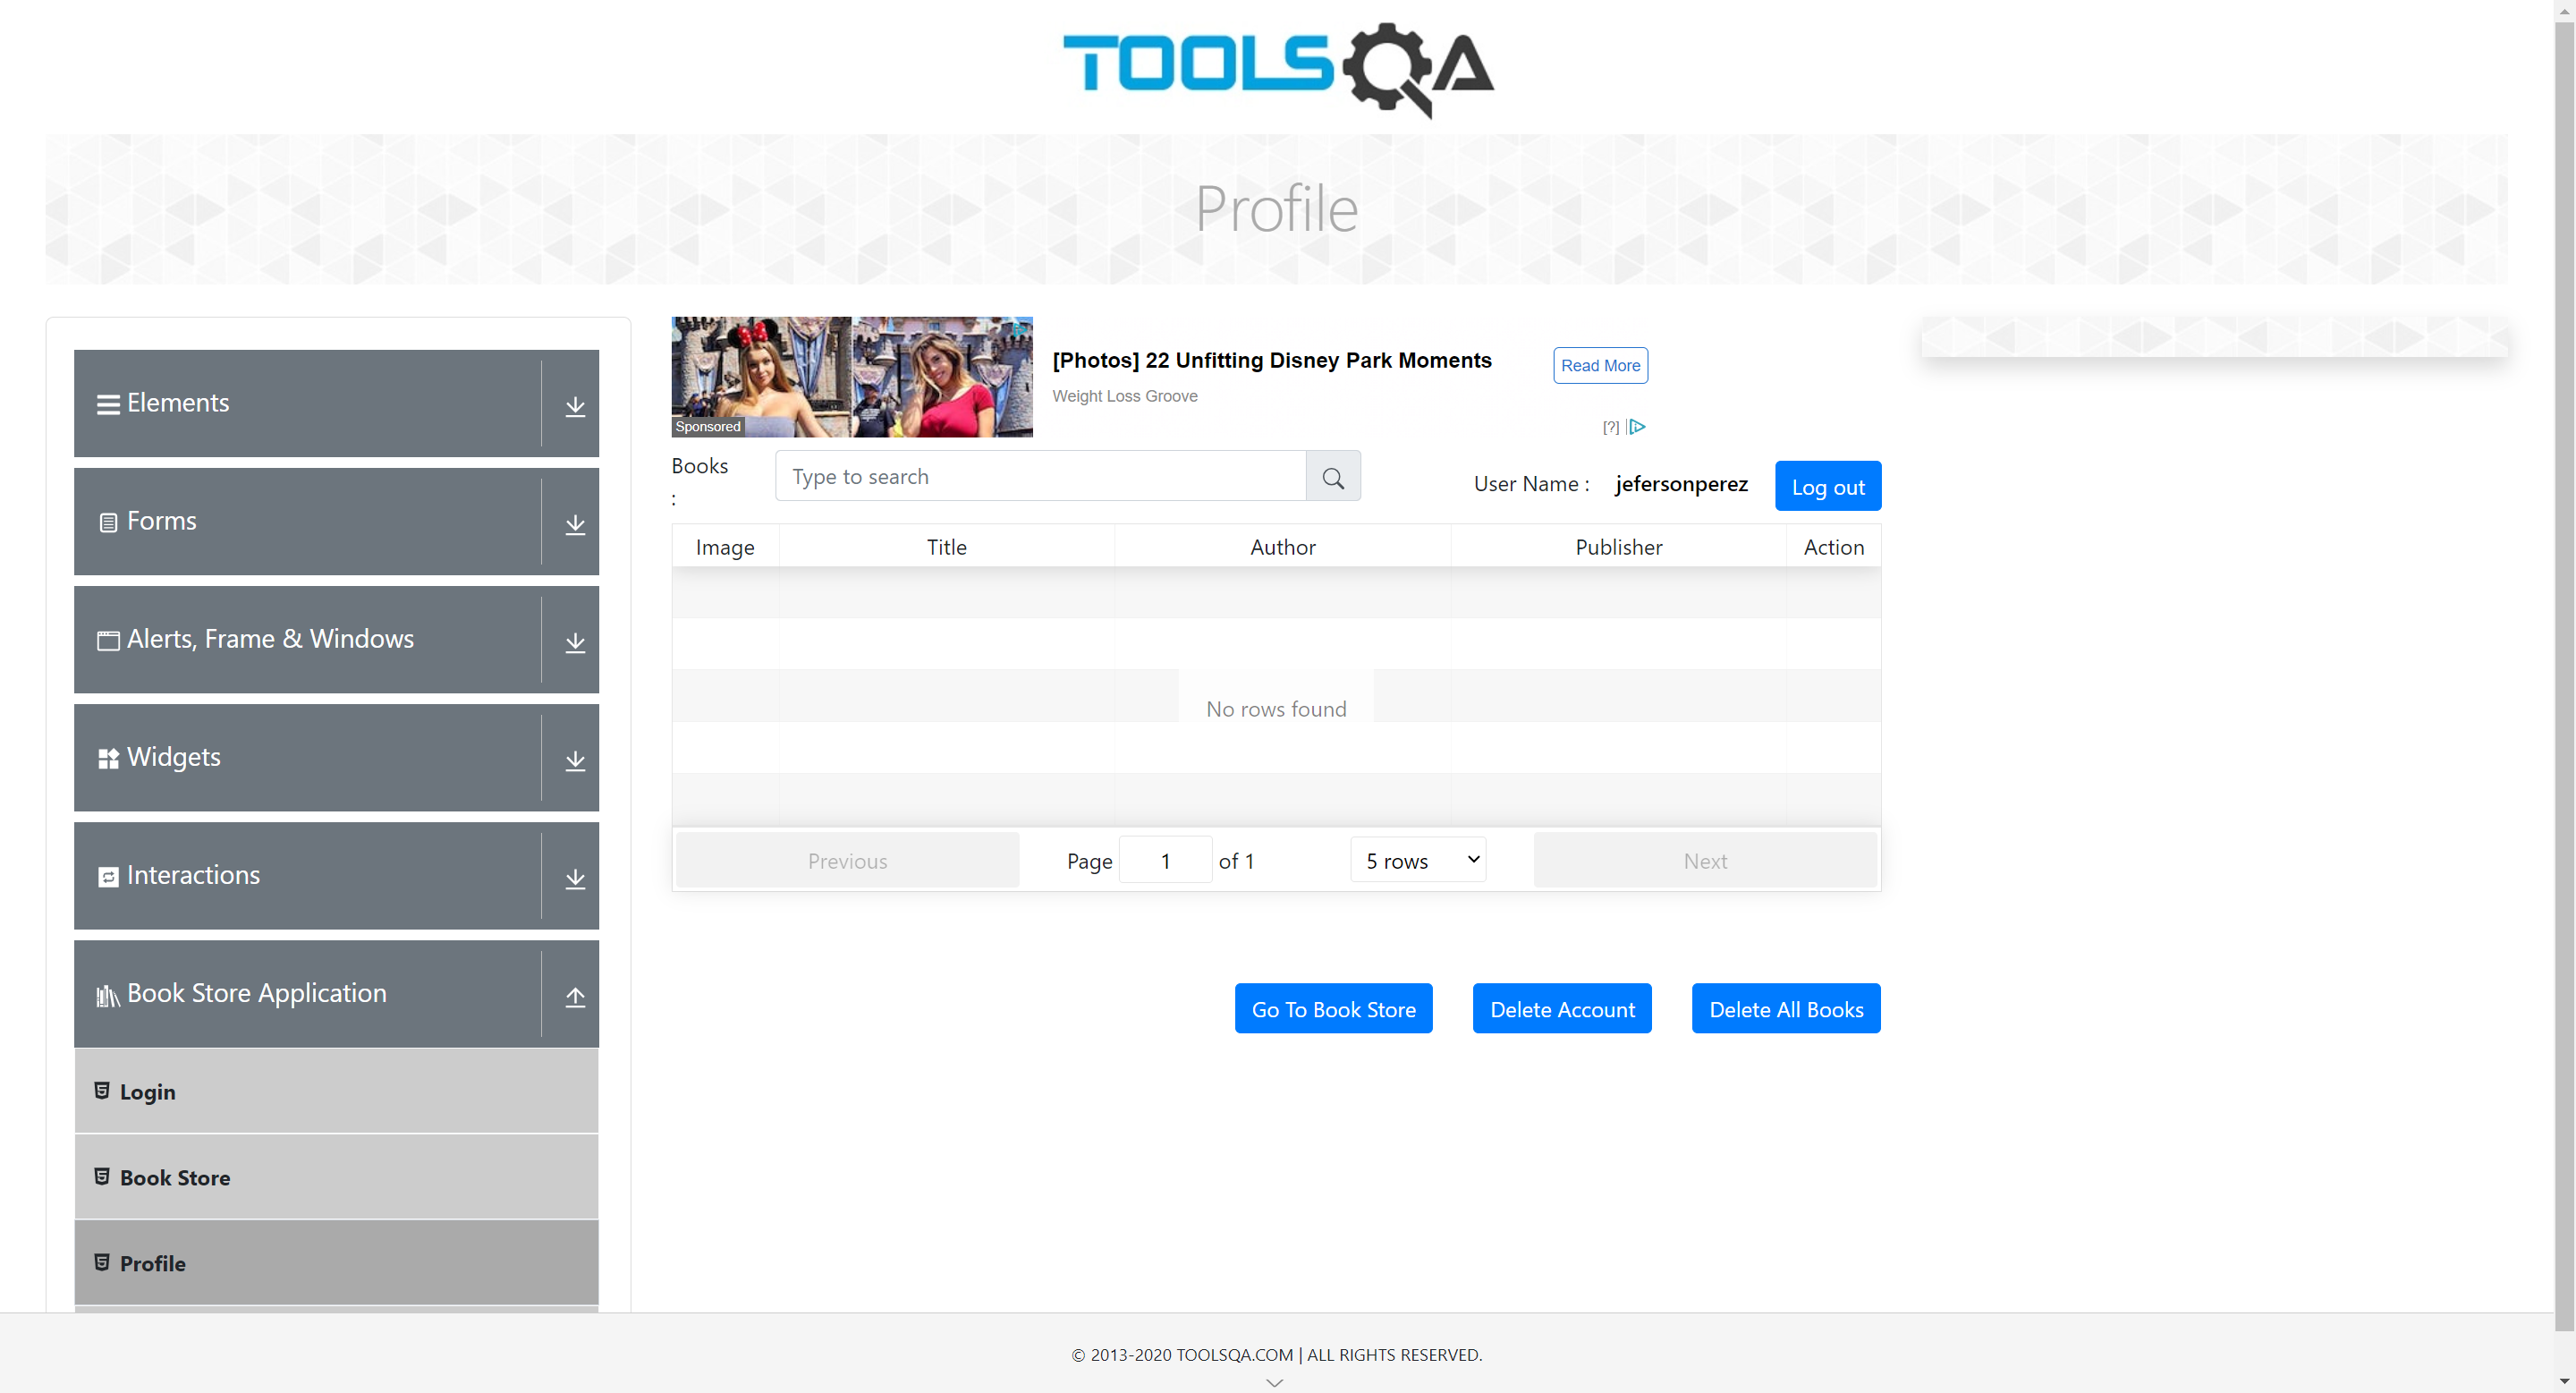 TOOLSQA
Profile
Elements
Forms
Alerts, Frame & Windows
Widgets
Interactions
Book Store Application
Login
Book Store
Profile
Sponsored
[Photos] 22 Unfitting Disney Park Moments
Weight Loss Groove
Read More
[?]
Books :
Type to search
User Name : jefersonperez
Log out
Image Title Author Publisher Action
No rows found
Previous Page 1 of 1 5 rows Next
Go To Book Store Delete Account Delete All Books
© 2013-2020 TOOLSQA.COM | ALL RIGHTS RESERVED.